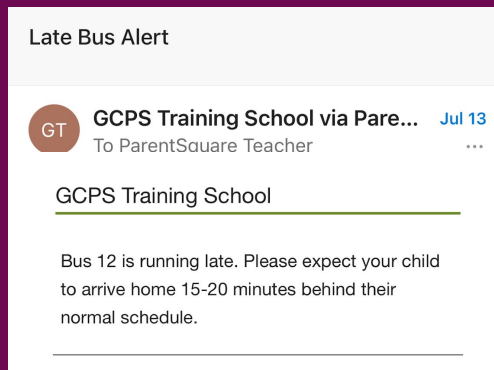 Late Bus Alert
GT
GCPS Training School via Pare...
Jul 13
To ParentSquare Teacher
...
GCPS Training School
Bus 12 is running late. Please expect your child
to arrive home 15-20 minutes behind their
normal schedule.